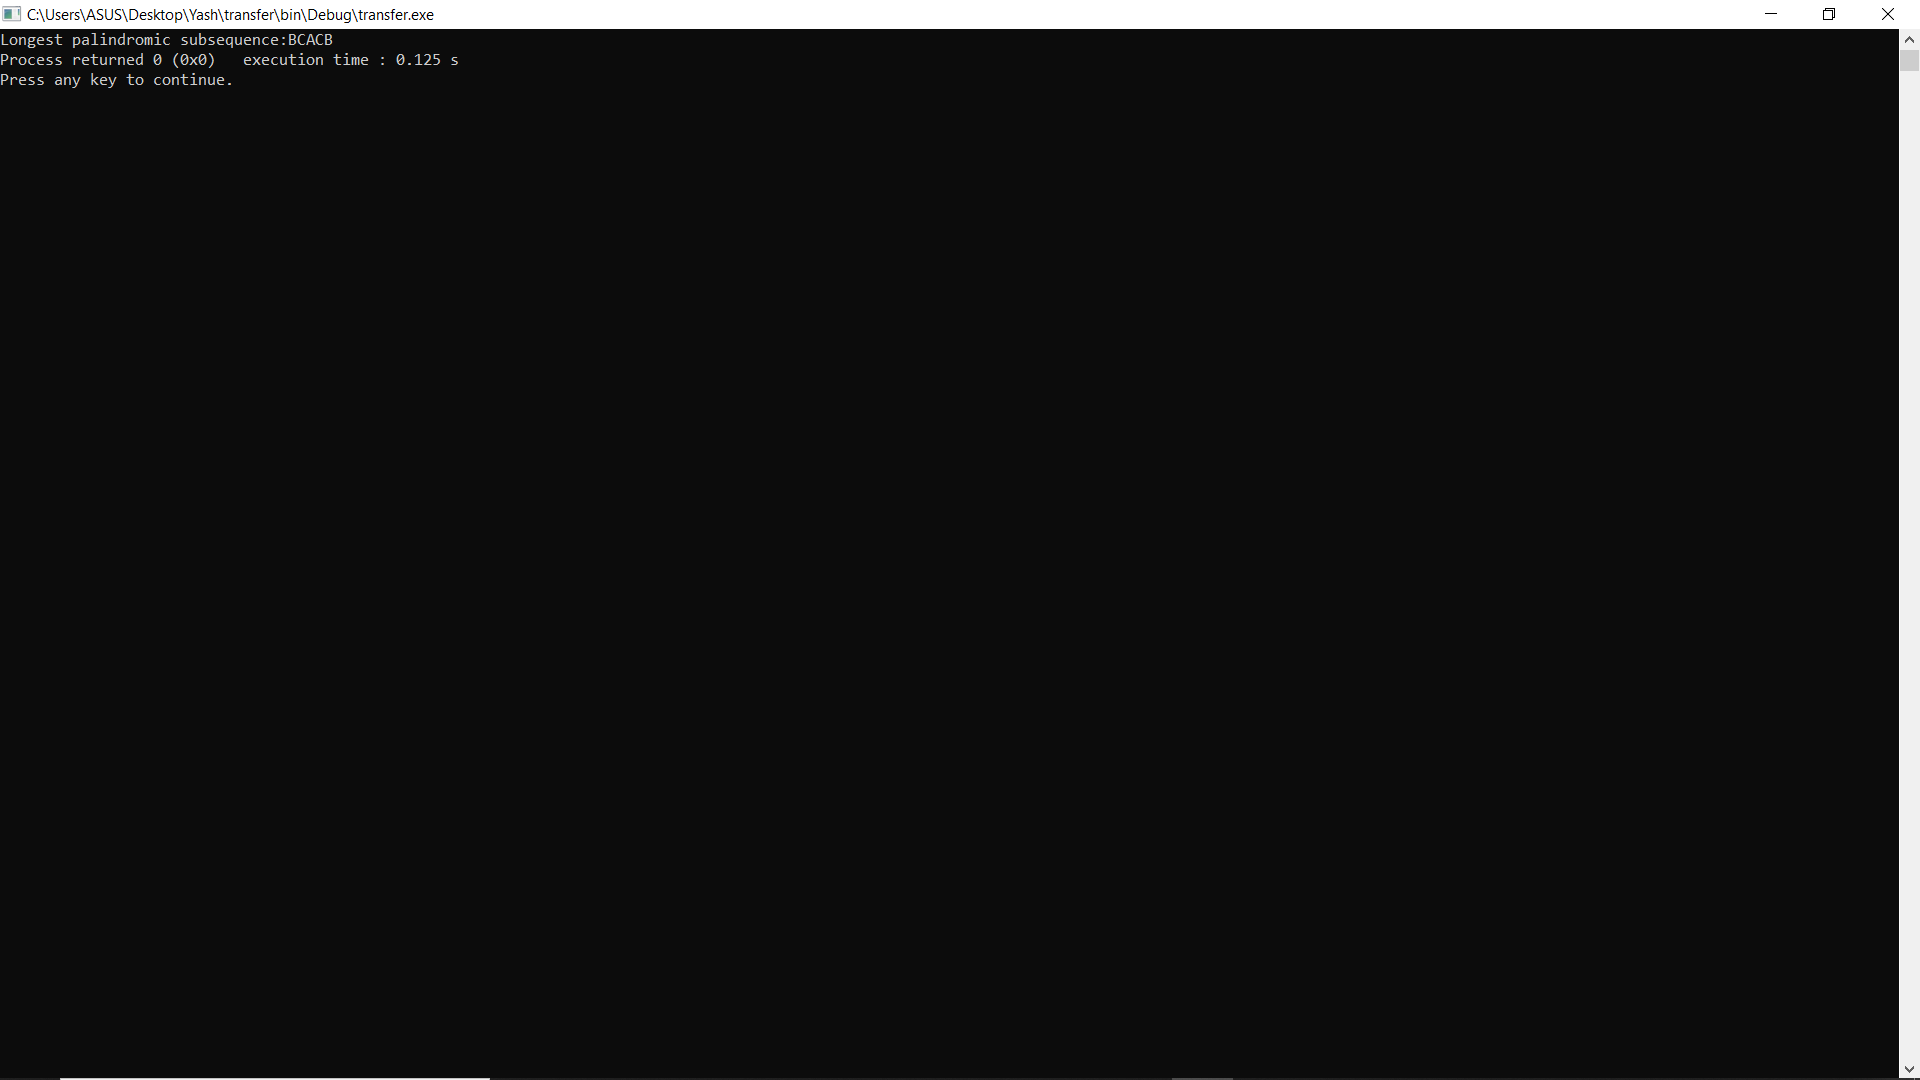 C:\Users\ASUS\Desktop\Yash\transfer\bin\Debug\transfer.exe
Longest palindromic subsequence:BCACB
Process returned 0 (0x0)   execution time : 0.125 s
Press any key to continue.